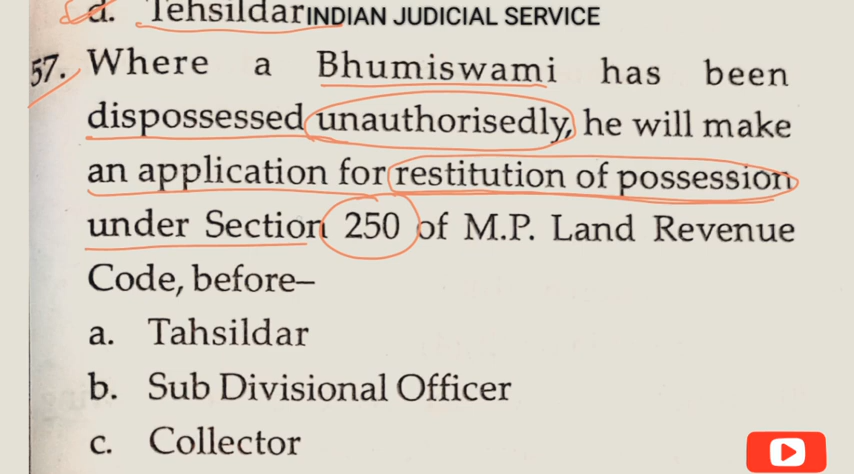 d. Tehsildar INDIAN JUDICIAL SERVICE
57. Where a Bhumiswami has been
dispossessed unauthorisedly, he will make
an application for restitution of possession
under Section 250 of M.P. Land Revenue
Code, before–
a. Tahsildar
b. Sub Divisional Officer
c. Collector